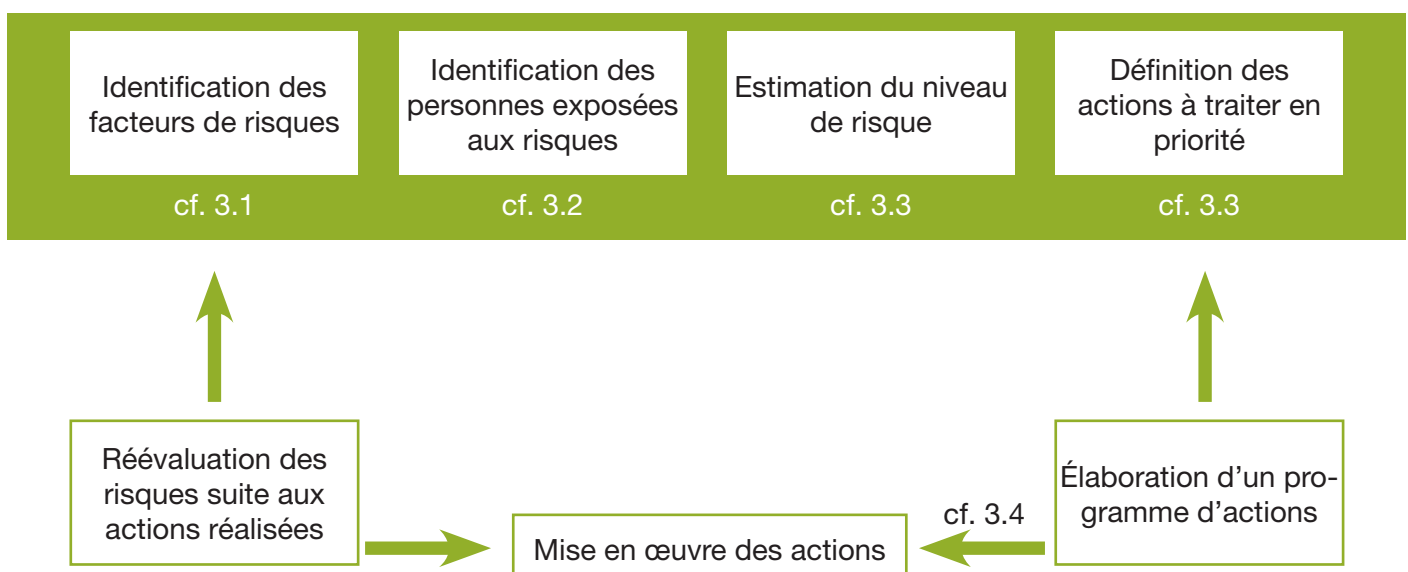 Identification des
facteurs de risques
cf. 3.1
Identification des
personnes exposées
aux risques
cf. 3.2
Estimation du niveau
de risque
cf. 3.3
Définition des
actions à traiter en
priorité
cf. 3.3
Réévaluation des
risques suite aux
actions réalisées
Mise en œuvre des actions
cf. 3.4
Élaboration d’un pro-
gramme d’actions